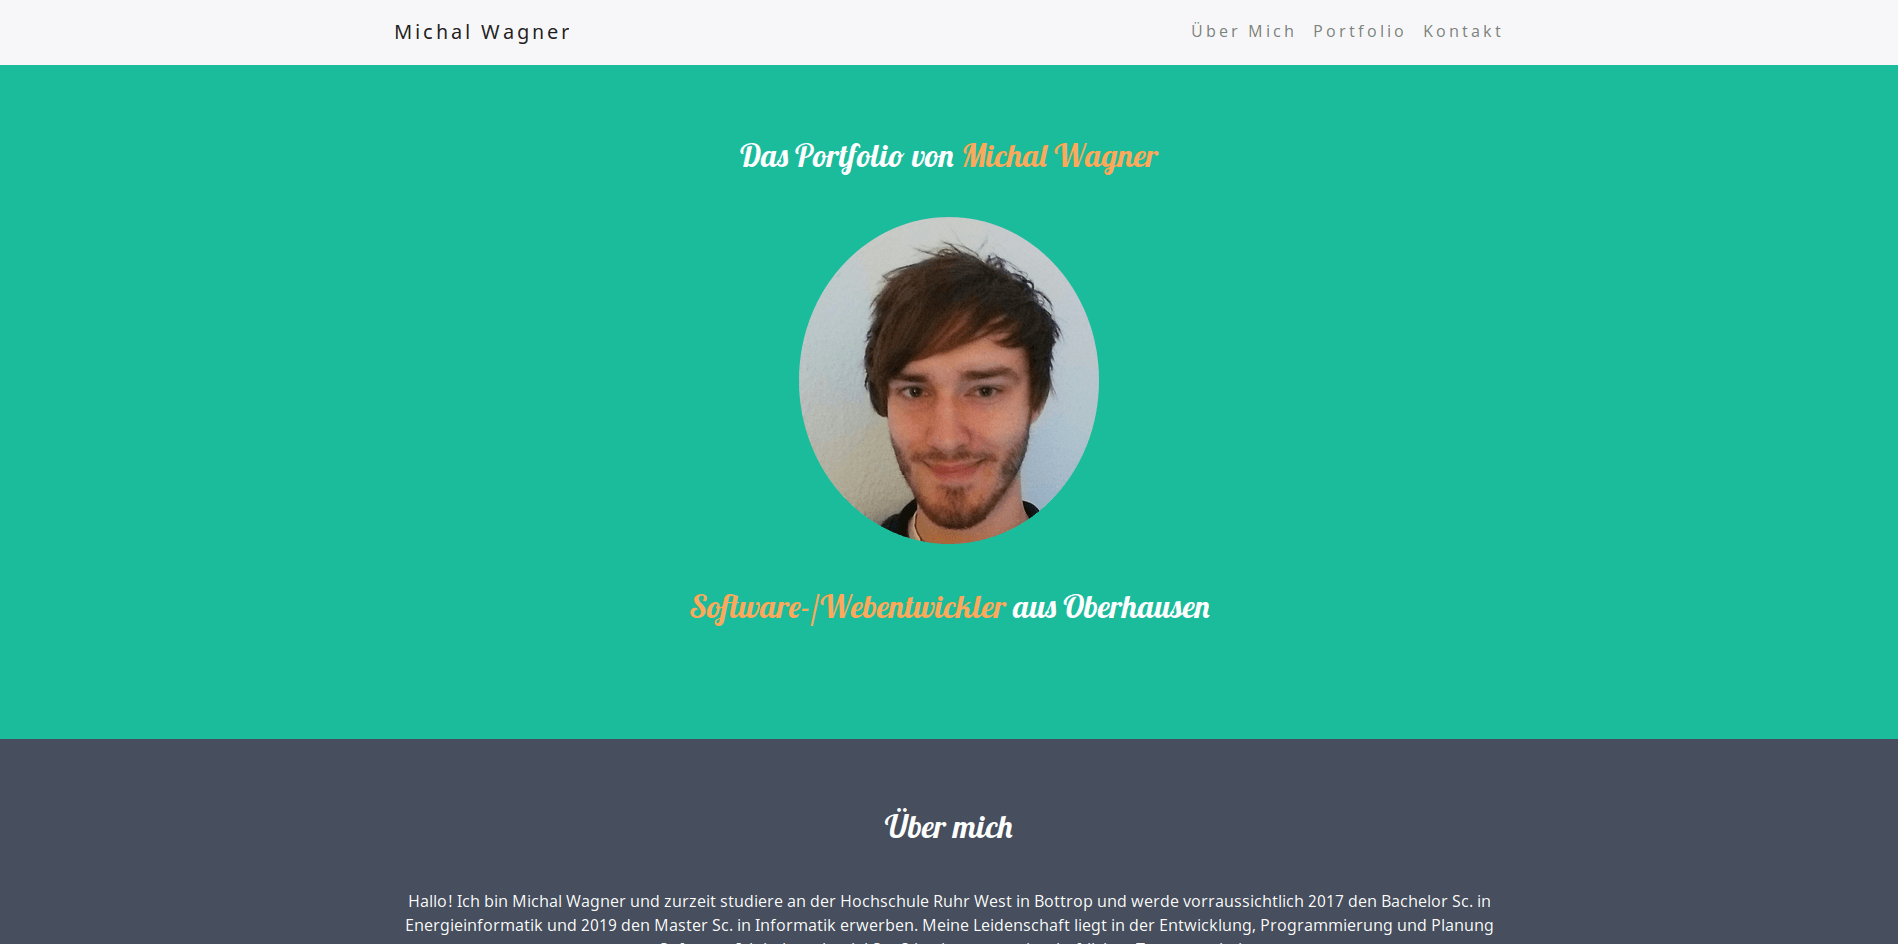 Michal Wagner
Über Mich Portfolio Kontakt
Das Portfolio von Michal Wagner
Software-/Webentwickler aus Oberhausen
Über mich
Hallo! Ich bin Michal Wagner und zurzeit studiere an der Hochschule Ruhr West in Bottrop und werde vorraussichtlich 2017 den Bachelor Sc. in
Energieinformatik und 2019 den Master Sc. in Informatik erwerben. Meine Leidenschaft liegt in der Entwicklung, Programmierung und Planung